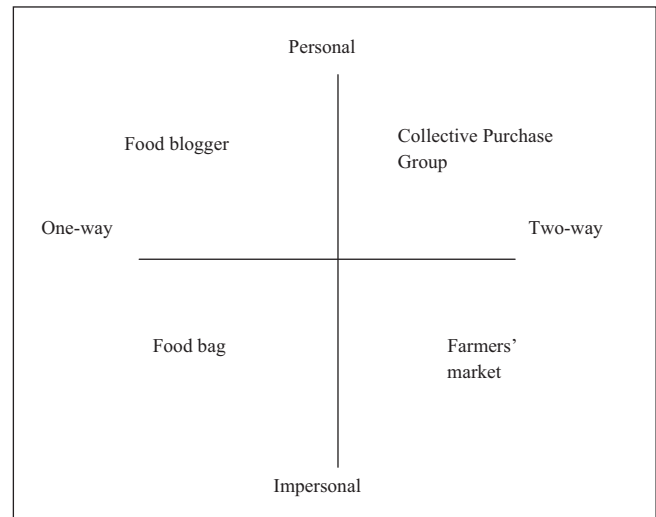 Personal
Food blogger
Collective Purchase
Group
One-way
Two-way
Food bag
Farmers’
market
Impersonal